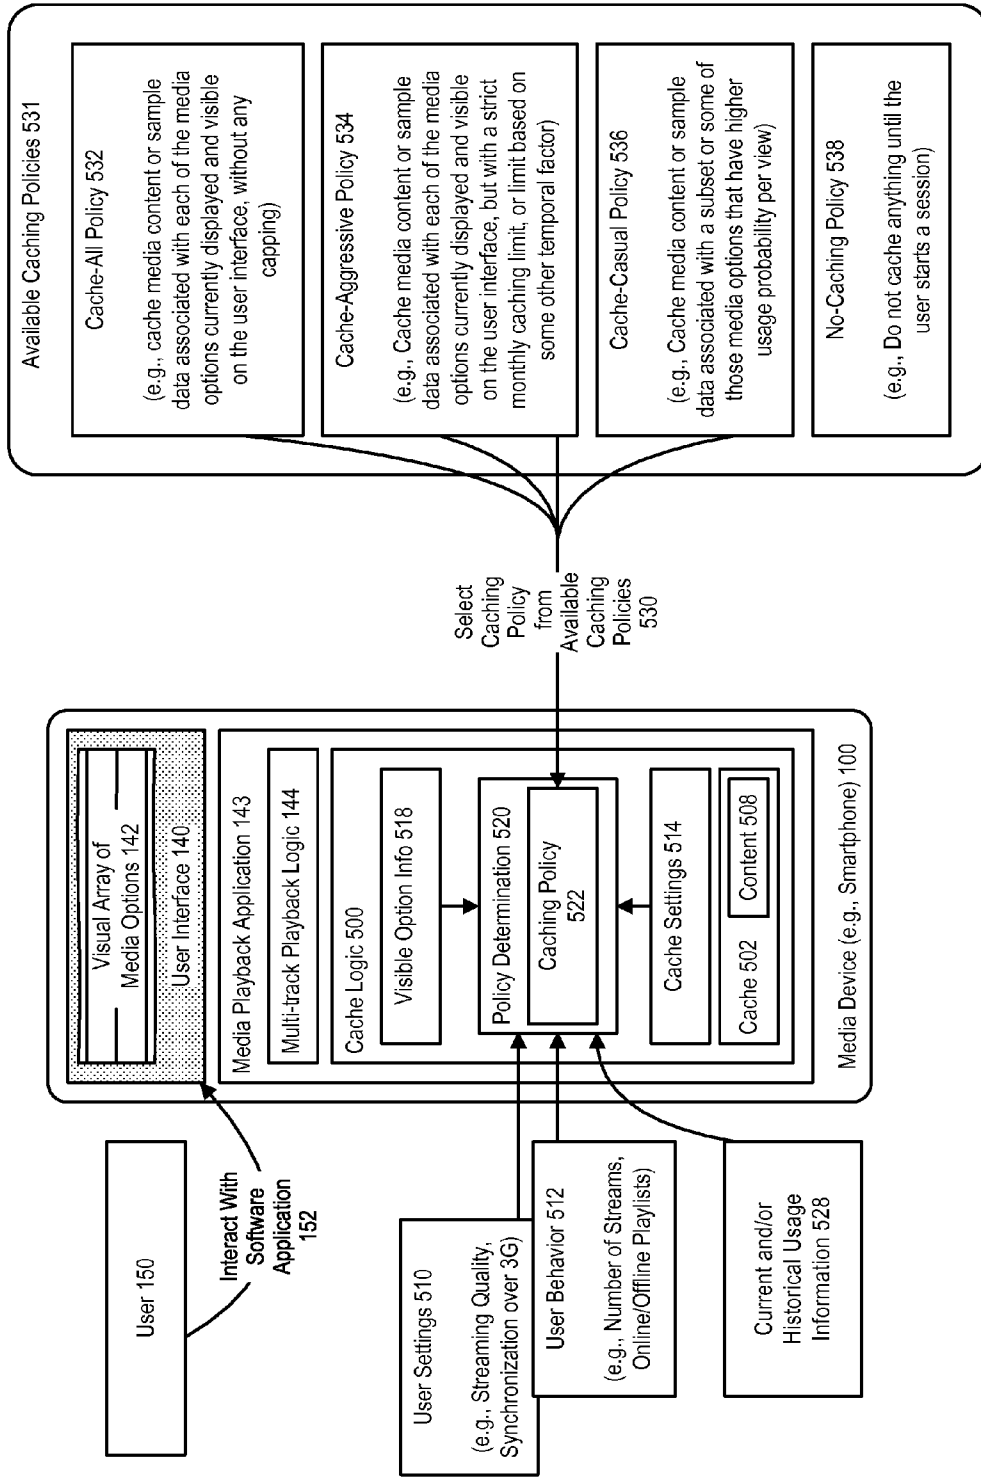 User 150
Interact With
Software
Application
152
User Settings 510
(e.g., Streaming Quality,
Synchronization over 3G)
User Behavior 512
(e.g., Number of Streams,
Online/Offline Playlists)
Current and/or
Historical Usage
Information 528
Visual Array of
Media Options 142
User Interface 140
Media Playback Application 143
Multi-track Playback Logic 144
Cache Logic 500
Visible Option Info 518
Policy Determination 520
Caching Policy
522
Cache Settings 514
Cache 502
Content 508
Media Device (e.g., Smartphone) 100
Select
Caching
Policy
from
Available
Caching
Policies
530
Available Caching Policies 531
Cache-All Policy 532
(e.g., cache media content or sample
data associated with each of the media
options currently displayed and visible
on the user interface, without any
capping)
Cache-Aggressive Policy 534
(e.g., Cache media content or sample
data associated with each of the media
options currently displayed and visible
on the user interface, but with a strict
monthly caching limit, or limit based on
some other temporal factor)
Cache-Casual Policy 536
(e.g., Cache media content or sample
data associated with a subset or some of
those media options that have higher
usage probability per view)
No-Caching Policy 538
(e.g., Do not cache anything until the
user starts a session)